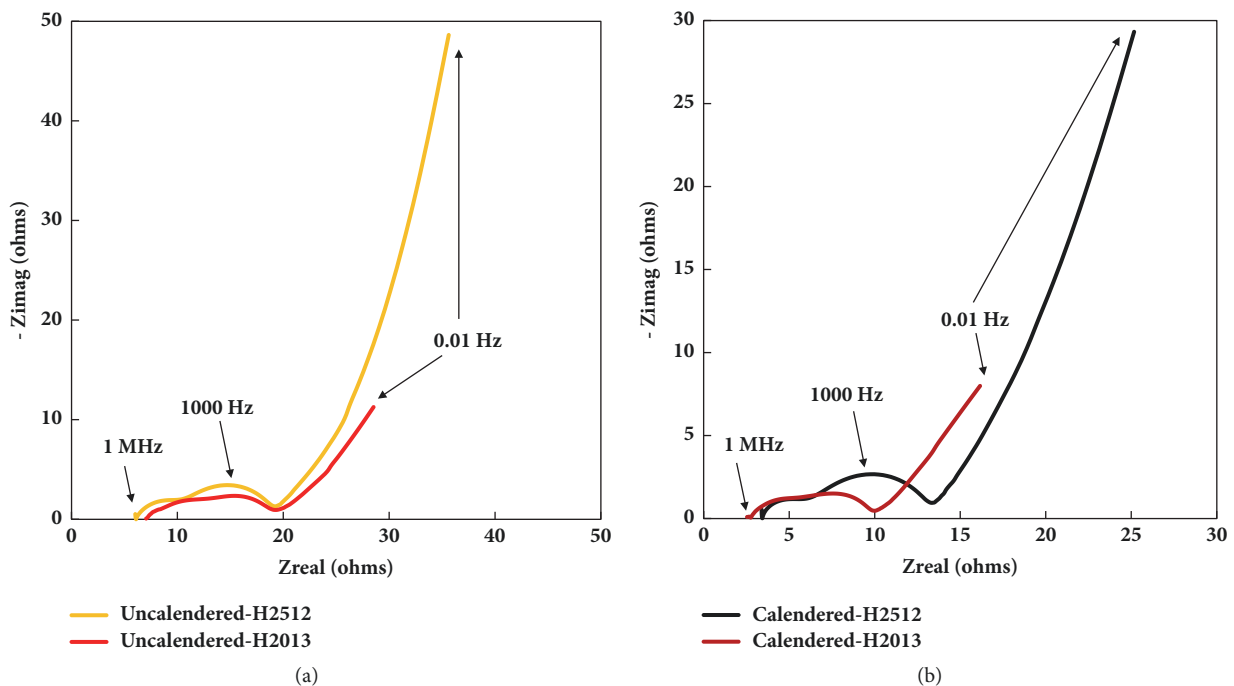 50
40
30
20
10
0
- Zimag (ohms)
0.01 Hz
1000 Hz
1 MHz
0 10 20 30 40 50
Zreal (ohms)
Uncalendered-H2512
Uncalendered-H2013
(a)
30
25
20
15
10
5
0
- Zimag (ohms)
0.01 Hz
1000 Hz
1 MHz
0 5 10 15 20 25 30
Zreal (ohms)
Calendered-H2512
Calendered-H2013
(b)